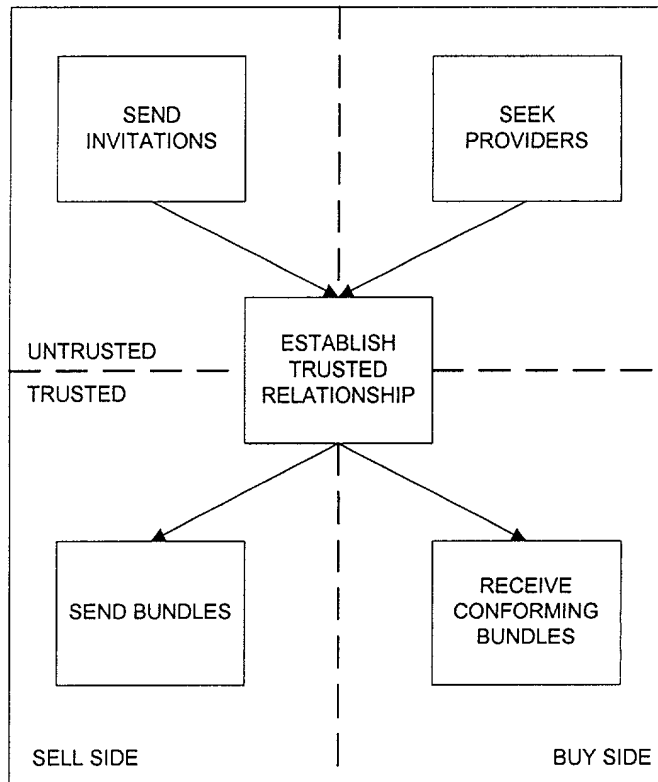 SEND
INVITATIONS
SEEK
PROVIDERS
UNTRUSTED
TRUSTED
ESTABLISH
TRUSTED
RELATIONSHIP
SEND BUNDLES
RECEIVE
CONFORMING
BUNDLES
SELL SIDE
BUY SIDE